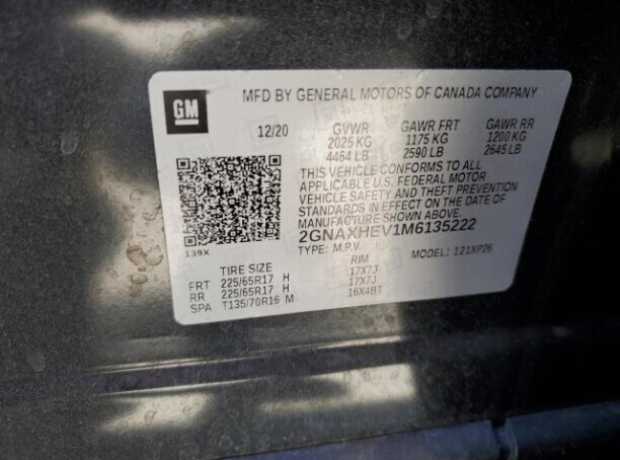 GM
MFD BY GENERAL MOTORS OF CANADA COMPANY
12/20 GVWR GAWR FRT GAWR RR
2025 KG 1175 KG 1200 KG
4464 LB 2590 LB 2645 LB
THIS VEHICLE CONFORMS TO ALL
APPLICABLE U.S. FEDERAL MOTOR
VEHICLE SAFETY AND THEFT PREVENTION
STANDARDS IN EFFECT ON THE DATE OF
MANUFACTURE SHOWN ABOVE.
2GNAXHEV1M6135222
139X
TYPE: M.P.V. MODEL: 121XP26
TIRE SIZE RIM
FRT 225/65R17 H 17X7J
RR 225/65R17 H 17X7J
SPA T135/70R16 M 16X4BT